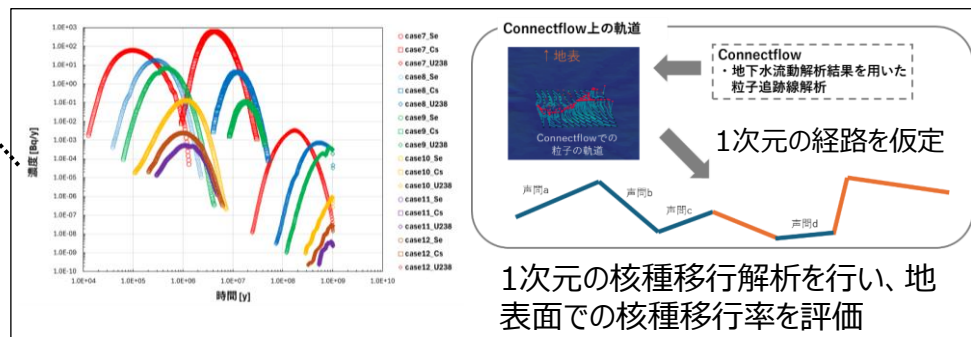 1.0E+03
1.0E+02
1.0E+01
1.0E+00
1.0E-01
1.0E-02
1.0E-03
1.0E-04
1.0E-05
1.0E-06
1.0E-07
1.0E-08
1.0E-09
1.0E-10
濃度 [Bq/y]
1.0E+04 1.0E+05 1.0E+06 1.0E+07 1.0E+08 1.0E+09 1.0E+10
時間 [y]
case7_Se
case7_Cs
case7_U238
case8_Se
case8_Cs
case8_U238
case9_Se
case9_Cs
case9_U238
case10_Se
case10_Cs
case10_U238
case11_Se
case11_Cs
case11_U238
case12_Se
case12_Cs
case12_U238
Connectflow上の軌道
↑地表
Connectflowでの
粒子の軌道
Connectflow
・地下水流動解析結果を用いた
粒子追跡線解析
1次元の経路を仮定
声問a
声問b
声問c
声問d
1次元の核種移行解析を行い、地
表面での核種移行率を評価